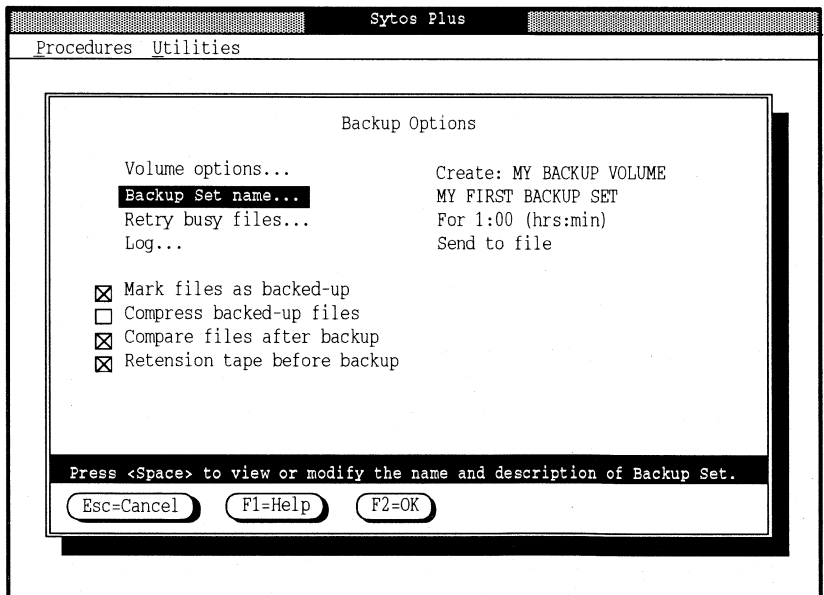 Sytos Plus
Procedures Utilities
Backup Options
Volume options... Create: MY BACKUP VOLUME
Backup Set name... MY FIRST BACKUP SET
Retry busy files... For 1:00 (hrs:min)
Log... Send to file
Mark files as backed-up
Compress backed-up files
Compare files after backup
Retension tape before backup
Press <Space> to view or modify the name and description of Backup Set.
Esc=Cancel F1=Help F2=OK